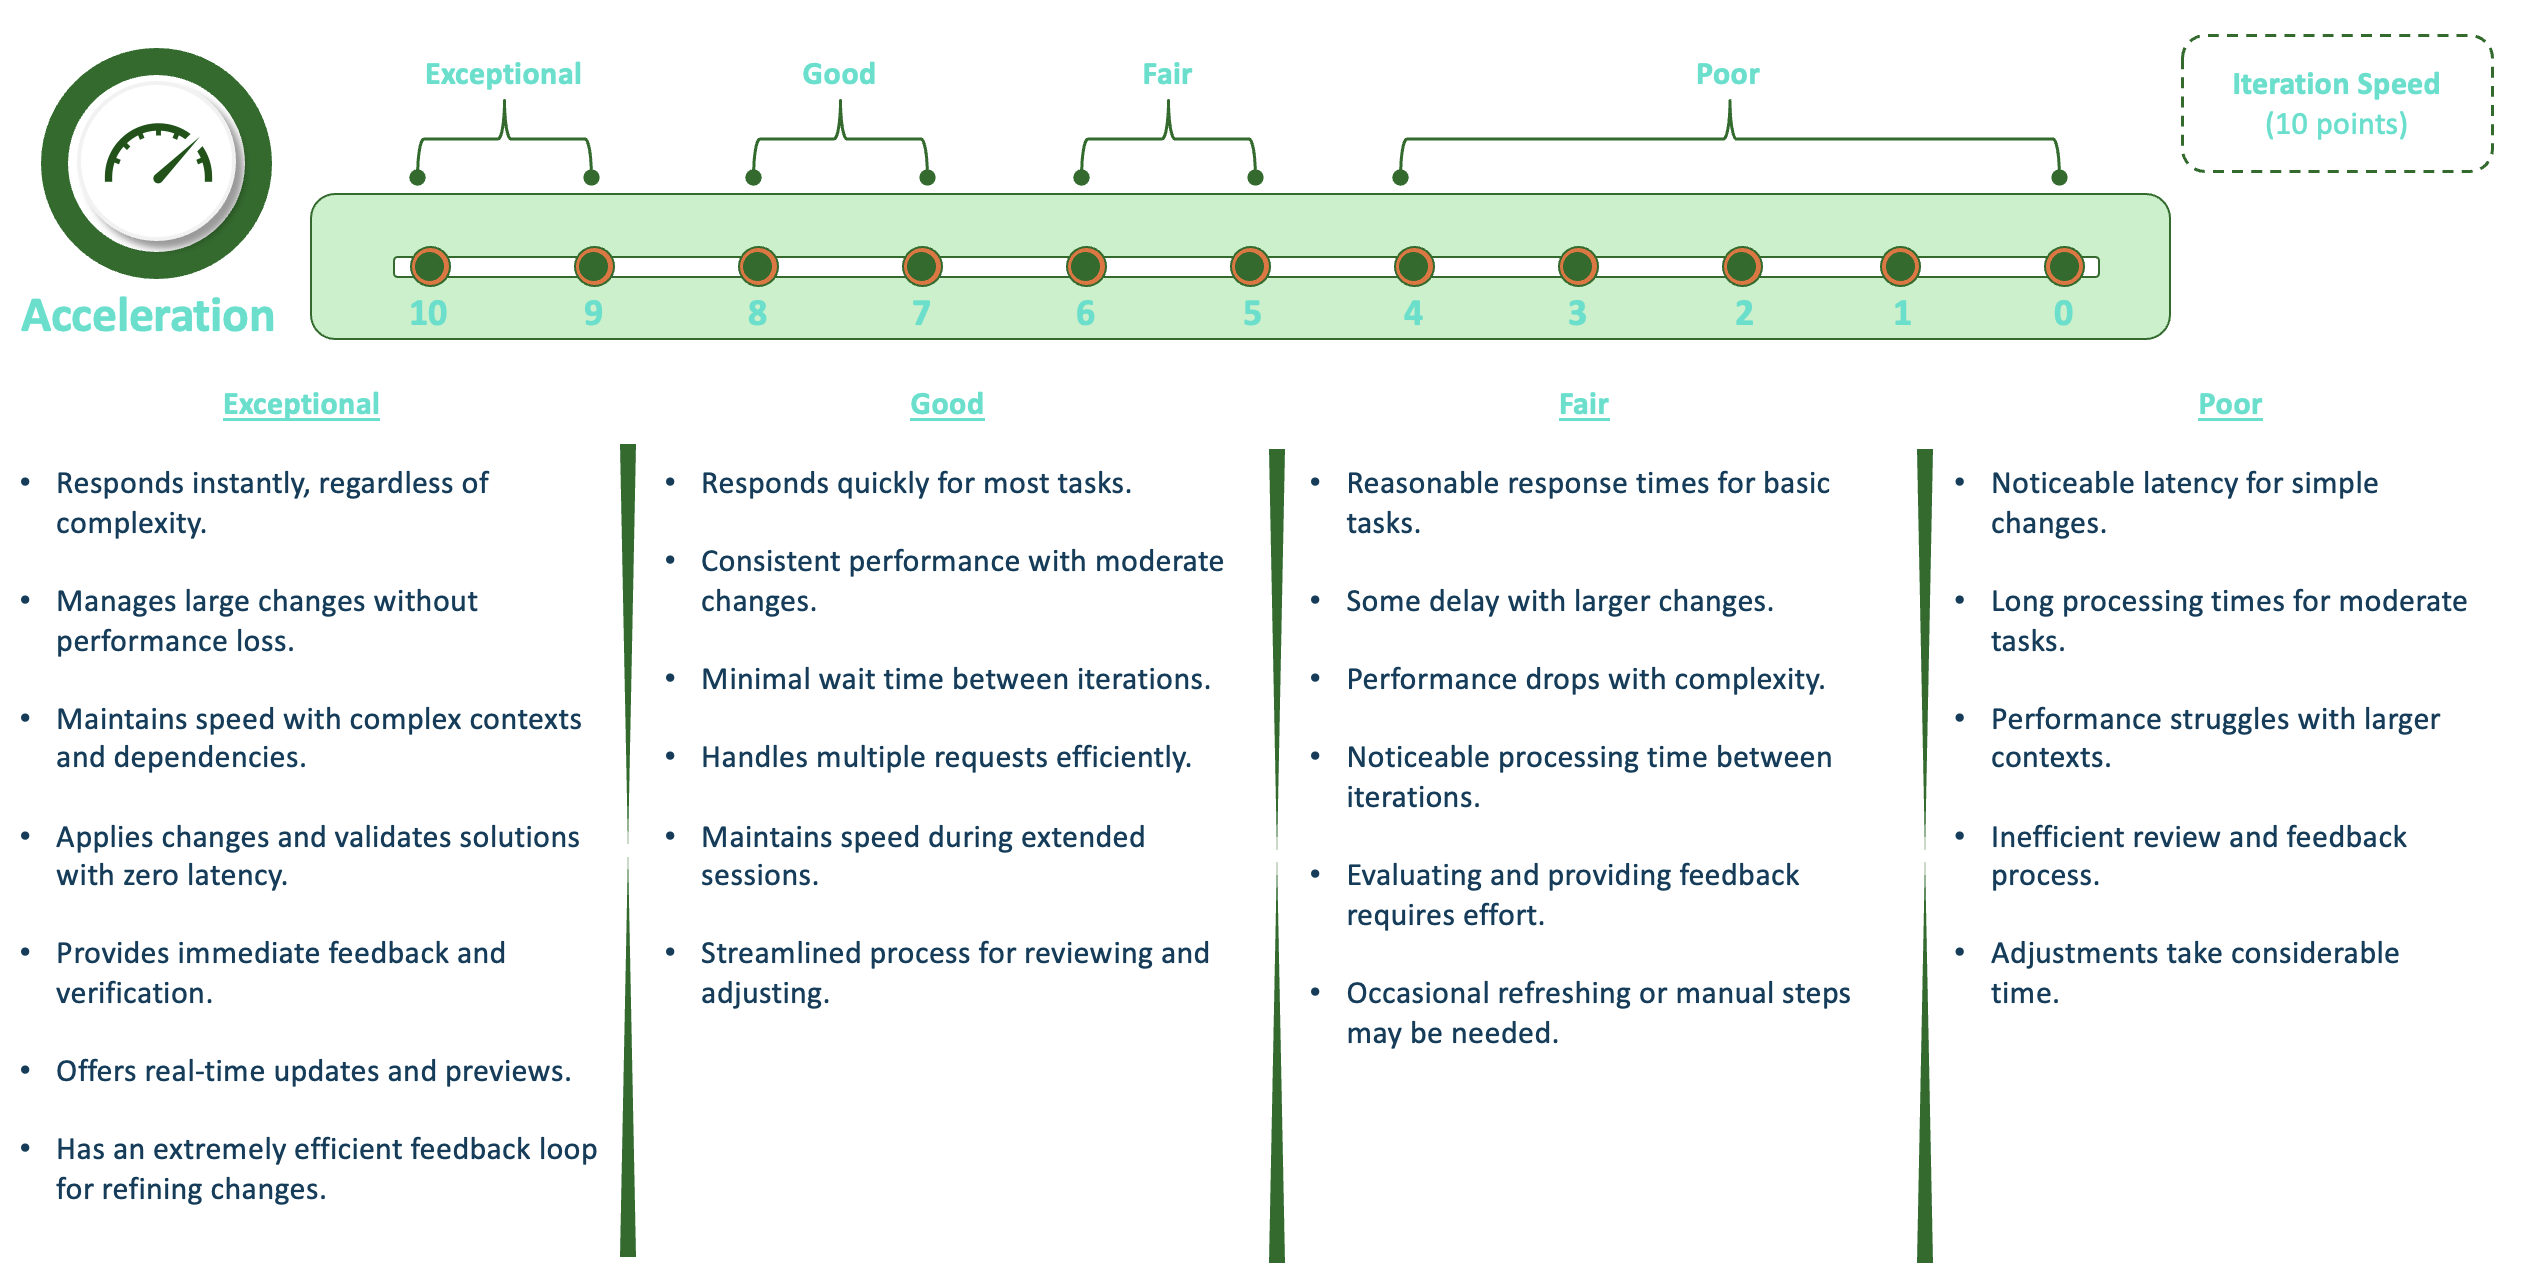 Exceptional
Good
Fair
Poor
Iteration Speed
(10 points)
Acceleration
10
9
8
7
6
5
4
3
2
1
0
Exceptional
• Responds instantly, regardless of
complexity.
• Manages large changes without
performance loss.
• Maintains speed with complex contexts
and dependencies.
• Applies changes and validates solutions
with zero latency.
• Provides immediate feedback and
verification.
• Offers real-time updates and previews.
• Has an extremely efficient feedback loop
for refining changes.
Good
• Responds quickly for most tasks.
• Consistent performance with moderate
changes.
• Minimal wait time between iterations.
• Handles multiple requests efficiently.
• Maintains speed during extended
sessions.
• Streamlined process for reviewing and
adjusting.
Fair
• Reasonable response times for basic
tasks.
• Some delay with larger changes.
• Performance drops with complexity.
• Noticeable processing time between
iterations.
• Evaluating and providing feedback
requires effort.
• Occasional refreshing or manual steps
may be needed.
Poor
• Noticeable latency for simple
changes.
• Long processing times for moderate
tasks.
• Performance struggles with larger
contexts.
• Inefficient review and feedback
process.
• Adjustments take considerable
time.